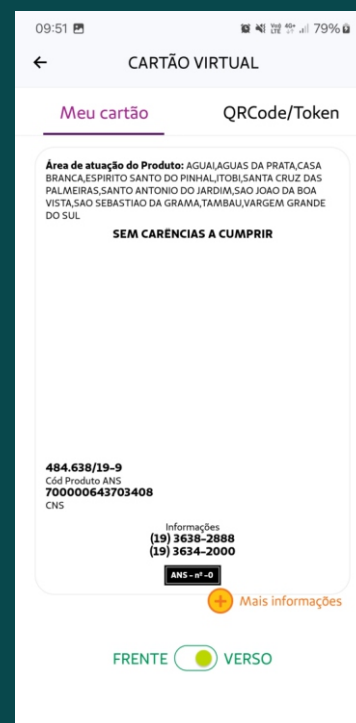 09:51 79%
CARTÃO VIRTUAL
Meu cartão QRCode/Token
Área de atuação do Produto: AGUAI,AGUAS DA PRATA,CASA
BRANCA,ESPIRITO SANTO DO PINHAL,ITOBI,SANTA CRUZ DAS
PALMEIRAS,SANTO ANTONIO DO JARDIM,SAO JOAO DA BOA
VISTA,SAO SEBASTIAO DA GRAMA,TAMBAU,VARGEM GRANDE
DO SUL
SEM CARÊNCIAS A CUMPRIR
484.638/19-9
Cód Produto ANS
700000643703408
CNS
Informações
(19) 3638-2888
(19) 3634-2000
ANS - nº -0
Mais informações
FRENTE VERSO